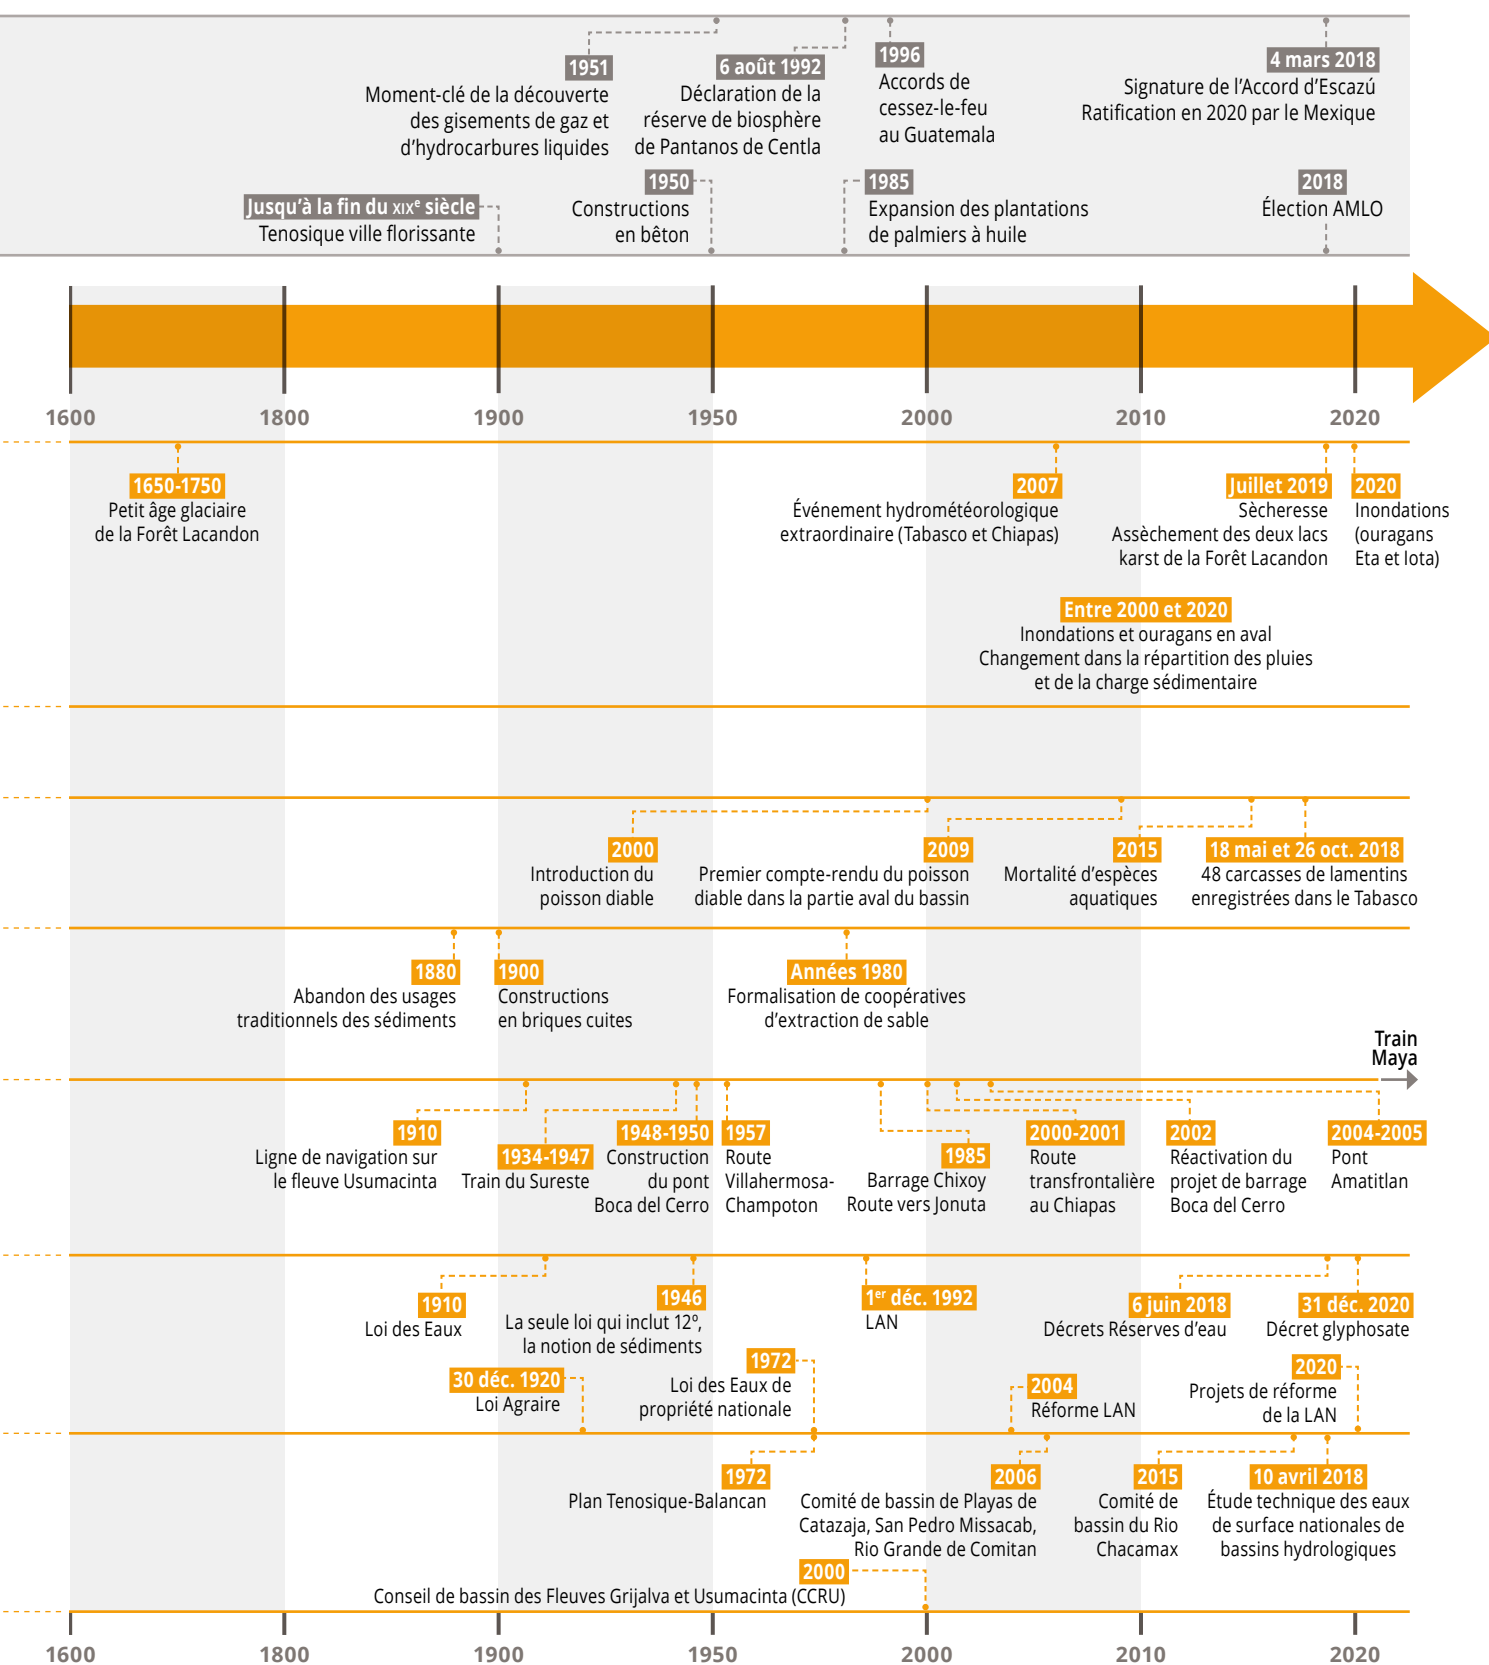 1951
Moment-clé de la découverte
des gisements de gaz et
d’hydrocarbures liquides
6 août 1992
Déclaration de la
réserve de biosphère
de Pantanos de Centla
1996
Accords de
cessez-le-feu
au Guatemala
4 mars 2018
Signature de l’Accord d’Escazú
Ratification en 2020 par le Mexique
Jusqu’à la fin du XIXe siècle
Tenosique ville florissante
1950
Constructions
en bêton
1985
Expansion des plantations
de palmiers à huile
2018
Élection AMLO
1600 1800 1900 1950 2000 2010 2020
1650-1750
Petit âge glaciaire
de la Forêt Lacandon
2007
Événement hydrométéorologique
extraordinaire (Tabasco et Chiapas)
Juillet 2019
Sècheresse
Assèchement des deux lacs
karst de la Forêt Lacandon
2020
Inondations
(ouragans
Eta et Iota)
Entre 2000 et 2020
Inondations et ouragans en aval
Changement dans la répartition des pluies
et de la charge sédimentaire
2000
Introduction du
poisson diable
2009
Premier compte-rendu du poisson
diable dans la partie aval du bassin
2015
Mortalité d’espèces
aquatiques
18 mai et 26 oct. 2018
48 carcasses de lamentins
enregistrées dans le Tabasco
1880
Abandon des usages
traditionnels des sédiments
1900
Constructions
en briques cuites
Années 1980
Formalisation de coopératives
d’extraction de sable
Train
Maya
1910
Ligne de navigation sur
le fleuve Usumacinta
1934-1947
Train du Sureste
1948-1950
Construction
du pont
Boca del Cerro
1957
Route
Villahermosa-
Champoton
1985
Barrage Chixoy
Route vers Jonuta
2000-2001
Route
transfrontalière
au Chiapas
2002
Réactivation du
projet de barrage
Boca del Cerro
2004-2005
Pont
Amatitlan
1910
Loi des Eaux
1946
La seule loi qui inclut 12º,
la notion de sédiments
1er déc. 1992
LAN
6 juin 2018
Décrets Réserves d’eau
31 déc. 2020
Décret glyphosate
30 déc. 1920
Loi Agraire
1972
Loi des Eaux de
propriété nationale
2004
Réforme LAN
2020
Projets de réforme
de la LAN
1972
Plan Tenosique-Balancan
2006
Comité de bassin de Playas de
Catazaja, San Pedro Missacab,
Rio Grande de Comitan
2015
Comité de
bassin du Rio
Chacamax
10 avril 2018
Étude technique des eaux
de surface nationales de
bassins hydrologiques
2000
Conseil de bassin des Fleuves Grijalva et Usumacinta (CCRU)
1600 1800 1900 1950 2000 2010 2020